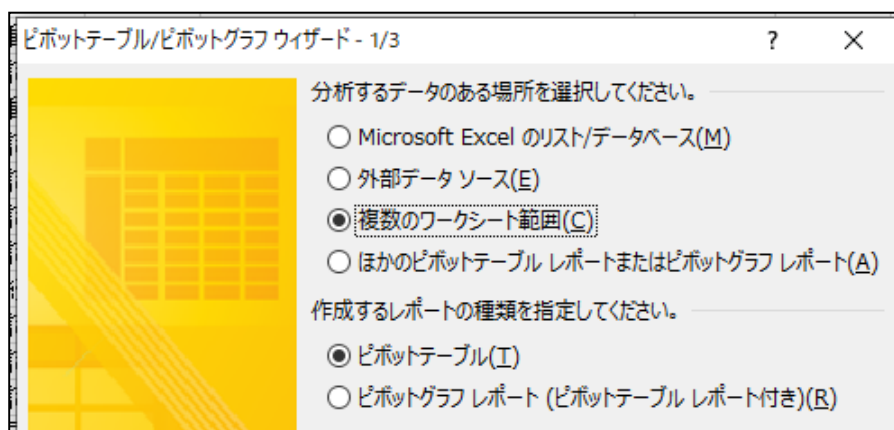 ピボットテーブル/ピボットグラフ ウィザード - 1/3 ? ×
分析するデータのある場所を選択してください。
Microsoft Excel のリスト/データベース(M)
外部データ ソース(E)
複数のワークシート範囲(C)
ほかのピボットテーブル レポートまたはピボットグラフ レポート(A)
作成するレポートの種類を指定してください。
ピボットテーブル(T)
ピボットグラフ レポート (ピボットテーブル レポート付き)(R)